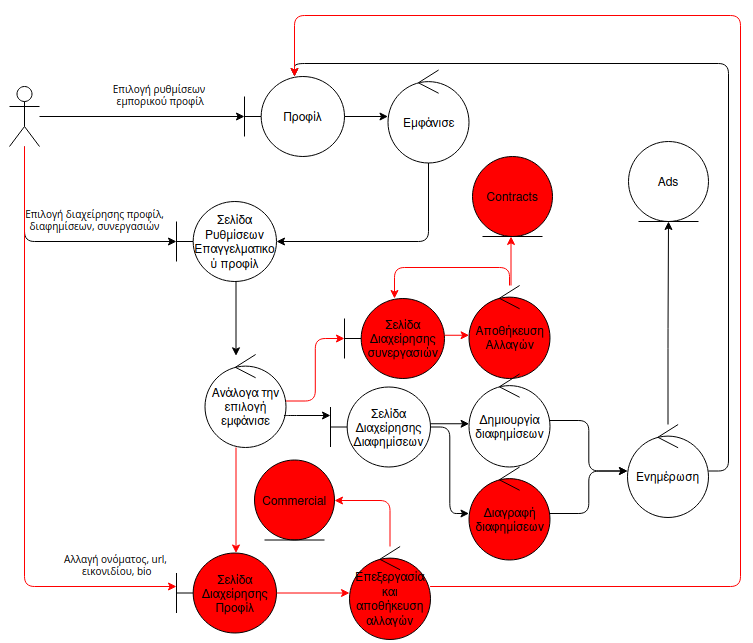 Επιλογή ρυθμίσεων
εμπορικού προφίλ
Προφίλ
Εμφάνισε
Contracts
Ads
Επιλογή διαχείρησης προφίλ,
διαφημίσεων, συνεργασιών
Σελίδα
Ρυθμίσεων
Επαγγελματικο
ύ προφίλ
Σελίδα
Διαχείρησης
συνεργασιών
Αποθήκευση
Αλλαγών
Ανάλογα την
επιλογή
εμφάνισε
Σελίδα
Διαχείρησης
Διαφημίσεων
Δημιουργία
διαφημίσεων
Ενημέρωση
Commercial
Διαγραφή
διαφημίσεων
Αλλαγή ονόματος, url,
εικονιδίου, bio
Σελίδα
Διαχείρησης
Προφίλ
Επεξεργασία
και
αποθήκευση
αλλαγών